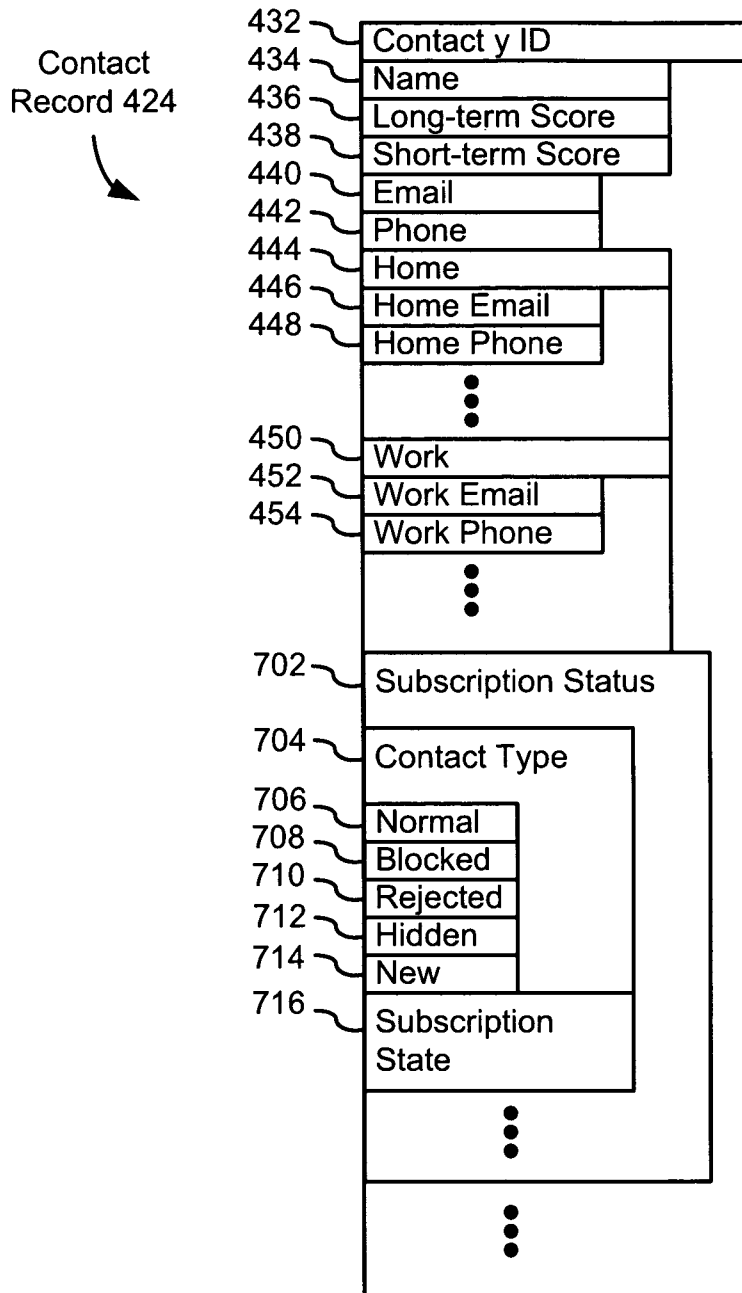 Contact
Record 424
432 Contact y ID
434 Name
436 Long-term Score
438 Short-term Score
440 Email
442 Phone
444 Home
446 Home Email
448 Home Phone
450 Work
452 Work Email
454 Work Phone
702 Subscription Status
704 Contact Type
706 Normal
708 Blocked
710 Rejected
712 Hidden
714 New
716 Subscription
State